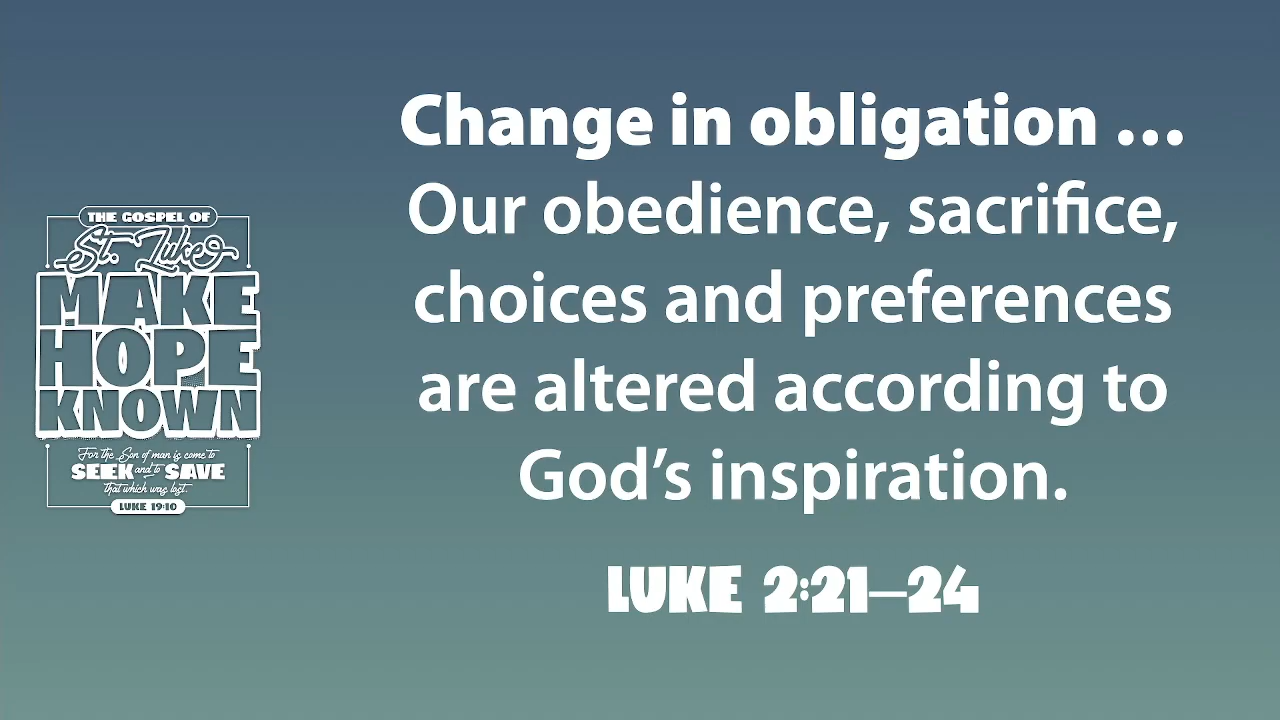 Change in obligation ...
Our obedience, sacrifice,
choices and preferences
are altered according to
God's inspiration.
LUKE 2:21–24
THE GOSPEL OF
St. Luke
MAKE
HOPE
KNOWN
For the Son of man is come to
SEEK and to SAVE
that which was lost.
LUKE 19:10